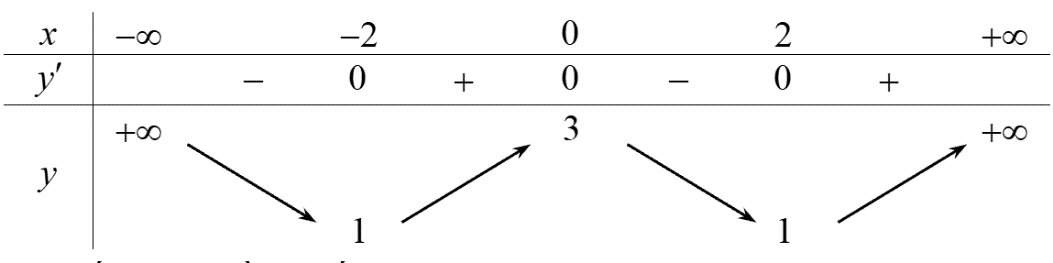 x −∞ −2 0 2 +∞
y′ − 0 + 0 − 0 +
+∞ 3 +∞
y
1 1